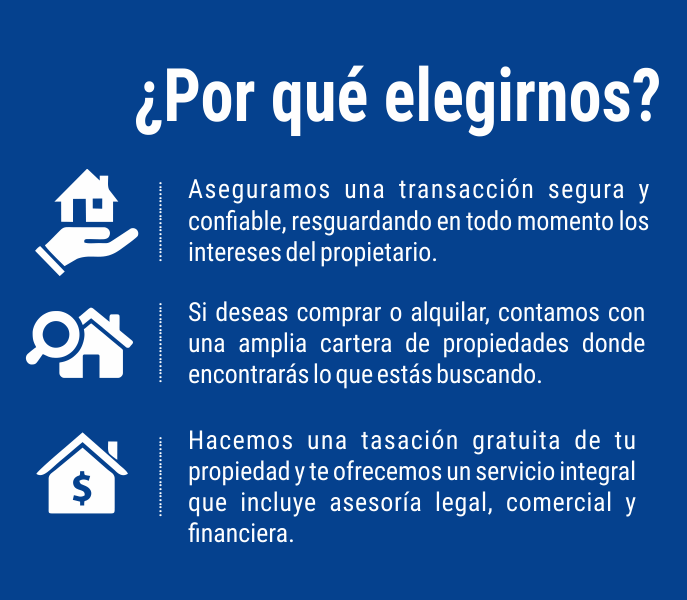 ¿Por qué elegirnos?
Aseguramos una transacción segura y
confiable, resguardando en todo momento los
intereses del propietario.
Si deseas comprar o alquilar, contamos con
una amplia cartera de propiedades donde
encontrarás lo que estás buscando.
Hacemos una tasación gratuita de tu
propiedad y te ofrecemos un servicio integral
que incluye asesoría legal, comercial y
financiera.
$